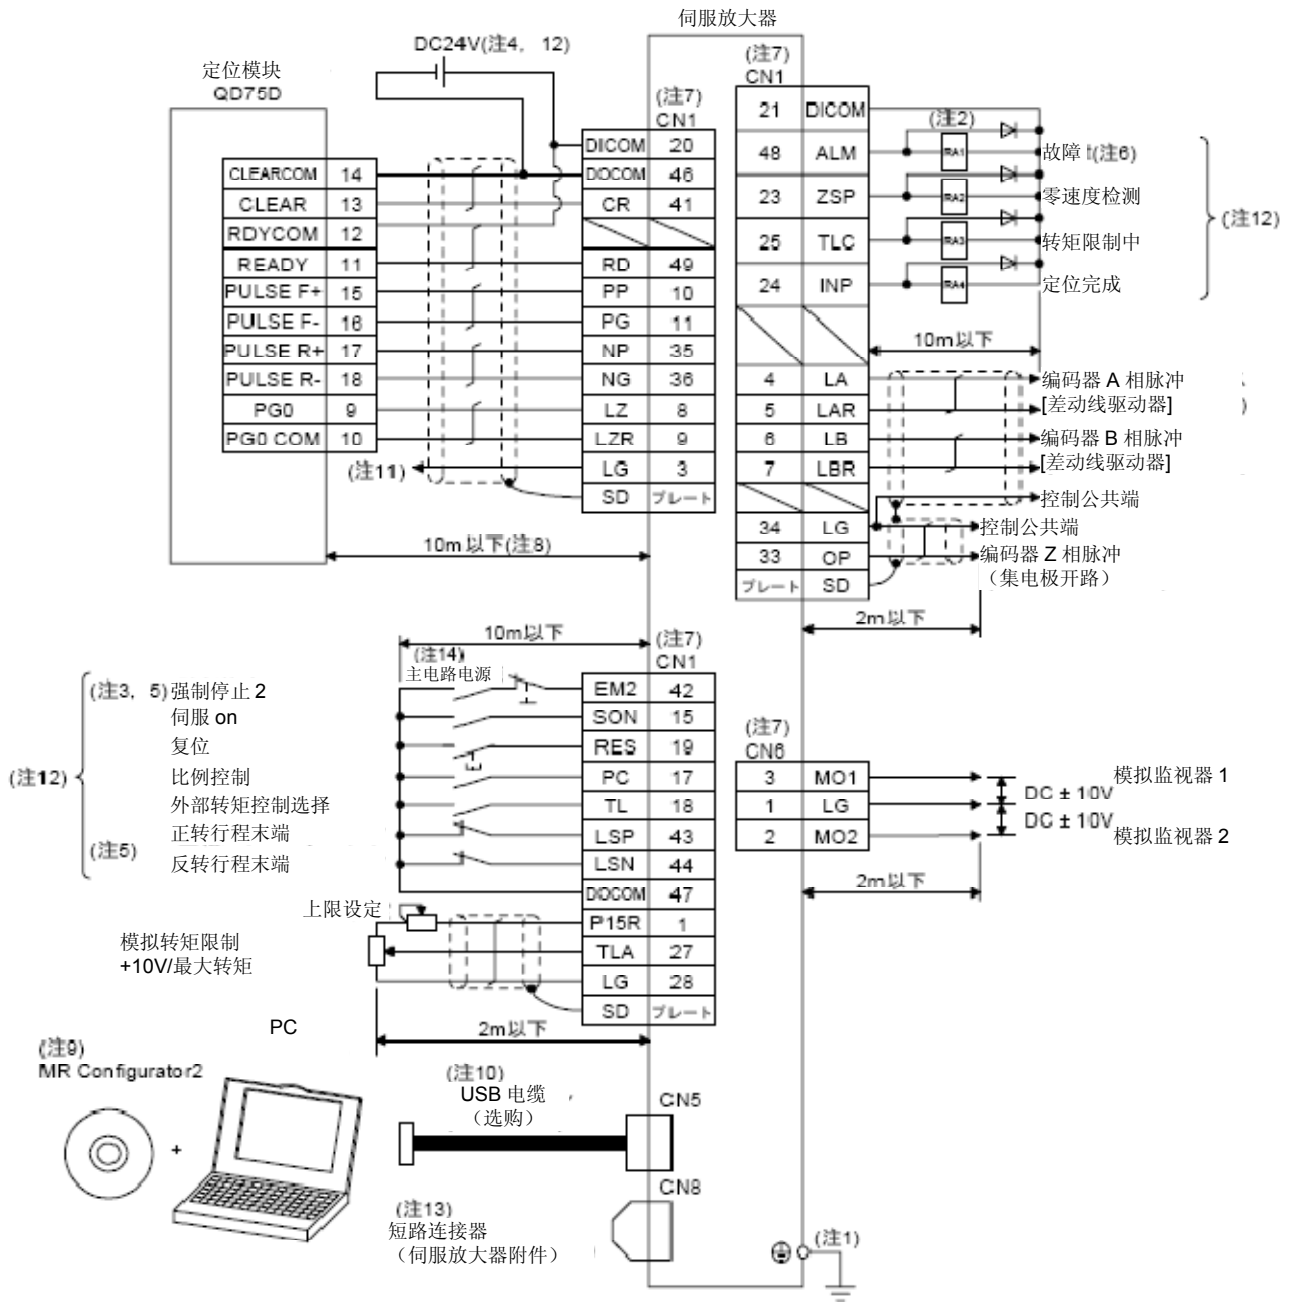 伺服放大器
DC24V(注4, 12)
定位模块
QD75D
(注7)
CN1
DICOM 20
CLEARCOM 14 DOCOM 46
CLEAR 13 CR 41
RDYCOM 12
READY 11 RD 49
PULSE F+ 15 PP 10
PULSE F- 16 PG 11
PULSE R+ 17 NP 35
PULSE R- 18 NG 36
PG0 9 LZ 8
PG0 COM 10 LZR 9
(注11) LG 3
SD プレート
10m以下(注8)
(注7)
CN1
21 DICOM
(注2)
48 ALM RA1 故障 (注6)
23 ZSP RA2 零速度检测
25 TLC RA3 转矩限制中
24 INP RA4 定位完成
(注12)
10m以下
4 LA 编码器 A 相脉冲
5 LAR [差动线驱动器]
6 LB 编码器 B 相脉冲
7 LBR [差动线驱动器]
控制公共端
34 LG 控制公共端
33 OP 编码器 Z 相脉冲
(集电极开路)
プレート SD
2m以下
10m以下
(注14)
主电路电源
(注7)
CN1
(注3, 5) 强制停止 2 EM2 42
伺服 on SON 15
复位 RES 19
(注12)
比例控制 PC 17
外部转矩控制选择 TL 18
(注5)
正转行程末端 LSP 43
反转行程末端 LSN 44
DOCOM 47
上限设定 P15R 1
模拟转矩限制
+10V/最大转矩
TLA 27
LG 28
SD プレート
2m以下
(注7)
CN6
3 MO1 模拟监视器 1
DC ± 10V
1 LG
DC ± 10V
2 MO2 模拟监视器 2
2m以下
PC
(注9)
MR Configurator2
+
(注10)
USB 电缆
(选购)
CN5
CN8
(注13)
短路连接器
(伺服放大器附件)
(注1)